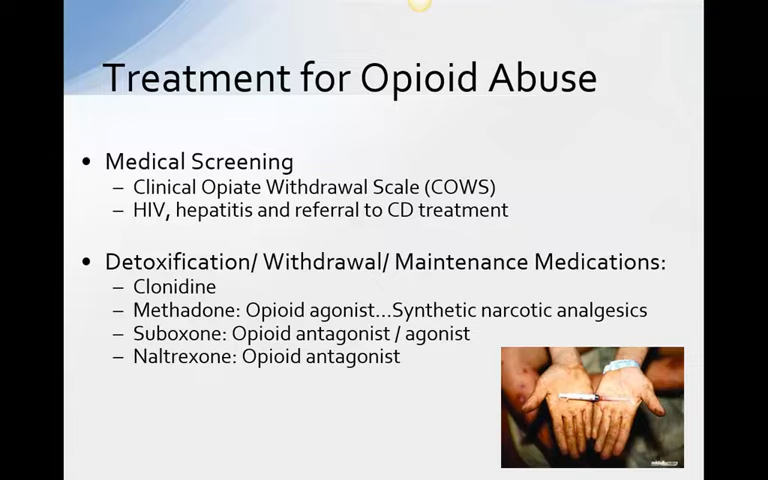 Treatment for Opioid Abuse
• Medical Screening
– Clinical Opiate Withdrawal Scale (COWS)
– HIV, hepatitis and referral to CD treatment
• Detoxification/ Withdrawal/ Maintenance Medications:
– Clonidine
– Methadone: Opioid agonist...Synthetic narcotic analgesics
– Suboxone: Opioid antagonist / agonist
– Naltrexone: Opioid antagonist